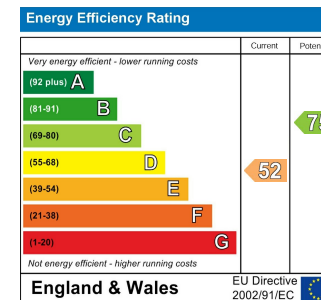 Energy Efficiency Rating
Current
Very energy efficient - lower running costs
(92 plus) A
(81-91) B
(69-80) C
(55-68) D
52
(39-54) E
(21-38) F
(1-20) G
Not energy efficient - higher running costs
England & Wales
EU Directive
2002/91/EC